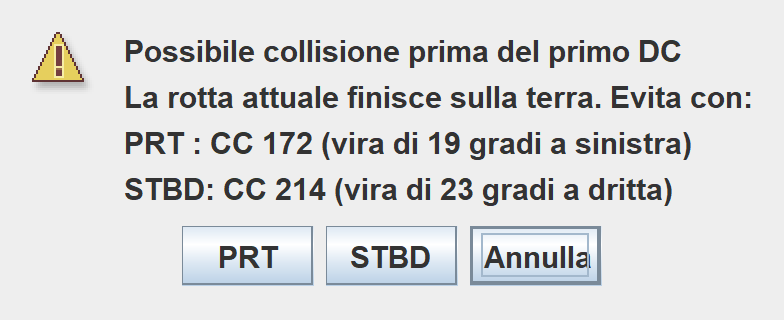 Possibile collisione prima del primo DC
La rotta attuale finisce sulla terra. Evita con:
PRT : CC 172 (vira di 19 gradi a sinistra)
STBD: CC 214 (vira di 23 gradi a dritta)
PRT STBD Annulla